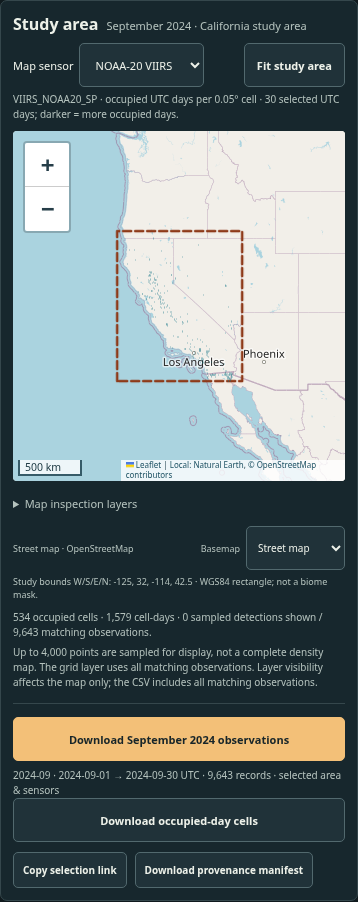 Study area September 2024 · California study area
Map sensor NOAA-20 VIIRS Fit study area
VIIRS_NOAA20_SP · occupied UTC days per 0.05° cell · 30 selected UTC
days; darker = more occupied days.
+
−
Los Angeles
Phoenix
500 km
Leaflet | Local: Natural Earth, © OpenStreetMap
contributors
▶ Map inspection layers
Street map · OpenStreetMap Basemap Street map
Study bounds W/S/E/N: -125, 32, -114, 42.5 · WGS84 rectangle; not a biome
mask.
534 occupied cells · 1,579 cell-days · 0 sampled detections shown /
9,643 matching observations.
Up to 4,000 points are sampled for display, not a complete density
map. The grid layer uses all matching observations. Layer visibility
affects the map only; the CSV includes all matching observations.
Download September 2024 observations
2024-09 · 2024-09-01 → 2024-09-30 UTC · 9,643 records · selected area
& sensors
Download occupied-day cells
Copy selection link Download provenance manifest